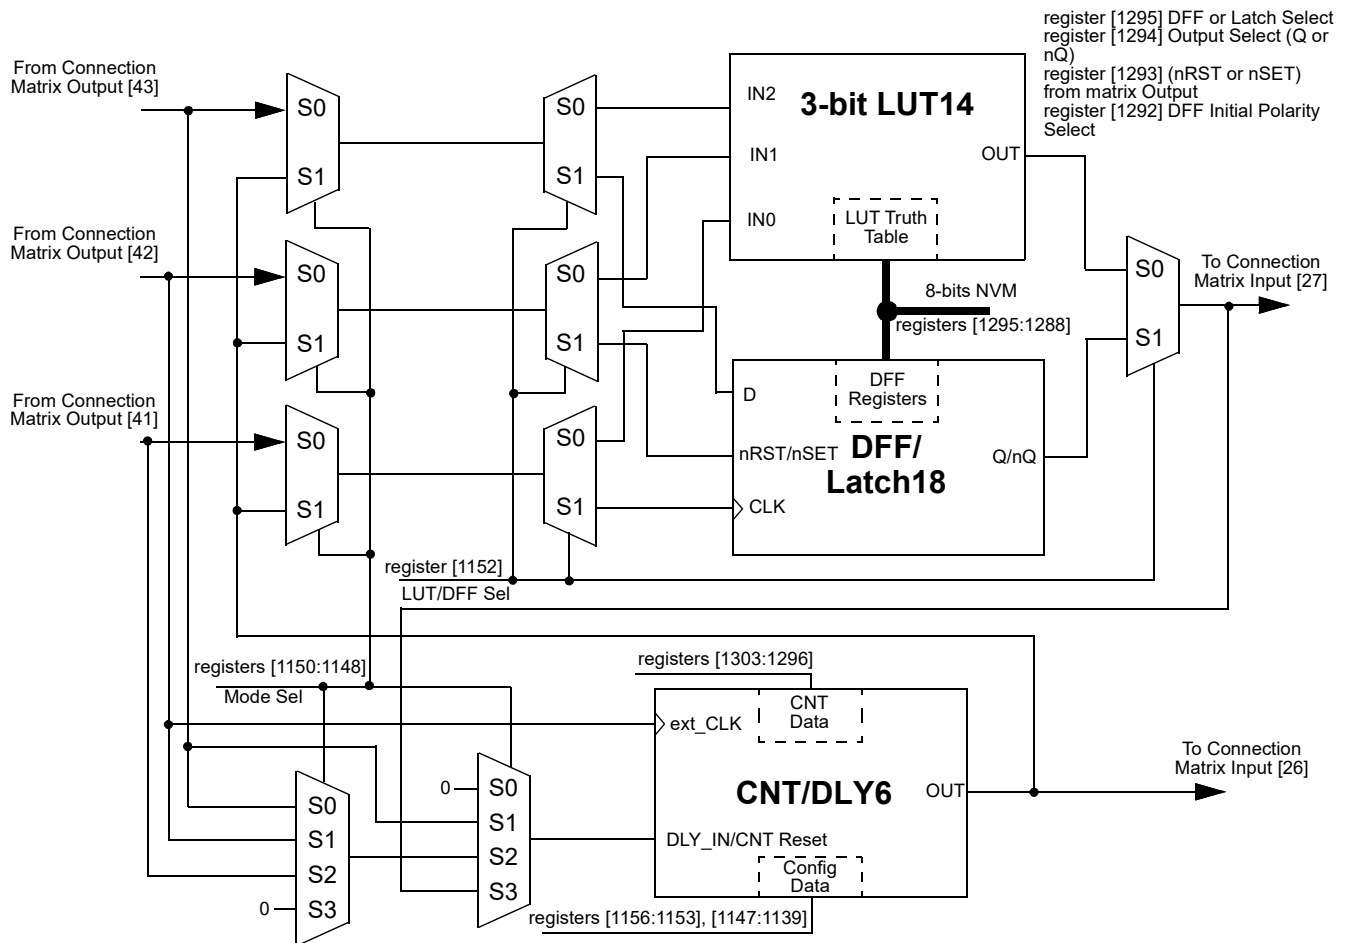 register [1295] DFF or Latch Select
register [1294] Output Select (Q or
nQ)
register [1293] (nRST or nSET)
from matrix Output
register [1292] DFF Initial Polarity
Select
From Connection
Matrix Output [43]
S0
S1
S0
S1
IN2
3-bit LUT14
IN1
OUT
IN0
LUT Truth
Table
From Connection
Matrix Output [42]
S0
S1
S0
S1
8-bits NVM
registers [1295:1288]
S0
S1
To Connection
Matrix Input [27]
From Connection
Matrix Output [41]
S0
S1
S0
S1
DFF
Registers
D
nRST/nSET
DFF/
Latch18
Q/nQ
CLK
register [1152]
LUT/DFF Sel
registers [1150:1148]
Mode Sel
registers [1303:1296]
CNT
Data
ext_CLK
CNT/DLY6
OUT
To Connection
Matrix Input [26]
DLY_IN/CNT Reset
Config
Data
0
S0
S1
S2
S3
S0
S1
S2
0
S3
registers [1156:1153], [1147:1139]